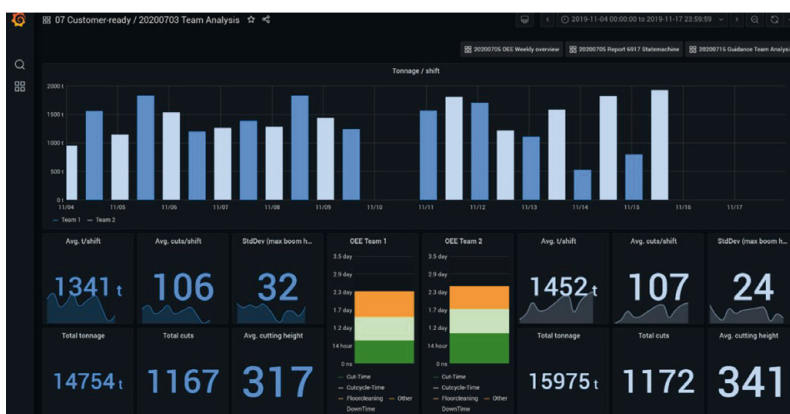 07 Customer-ready / 20200703 Team Analysis
2019-11-04 00:00:00 to 2019-11-17 23:59:59
20200705 OEE Weekly overview
20200705 Report 6917 Statemachine
20200715 Guidance Team Analysis
Tonnage / shift
2000 t
1500 t
1000 t
500 t
0 t
11/04 11/05 11/06 11/07 11/08 11/09 11/10 11/11 11/12 11/13 11/14 11/15 11/16 11/17
Team 1 Team 2
Avg. t/shift
1341 t
Avg. cuts/shift
106
StdDev (max boom h...
32
OEE Team 1
3.5 day
2.9 day
2.3 day
1.7 day
1.2 day
14 hour
0 ns
Cut-Time
Cutcycle-Time
Floorcleaning Other
DownTime
OEE Team 2
3.5 day
2.9 day
2.3 day
1.7 day
1.2 day
14 hour
0 ns
Cut-Time
Cutcycle-Time
Floorcleaning Other
DownTime
Avg. t/shift
1452 t
Avg. cuts/shift
107
StdDev (max boom h...
24
Total tonnage
14754 t
Total cuts
1167
Avg. cutting height
317
Total tonnage
15975 t
Total cuts
1172
Avg. cutting height
341